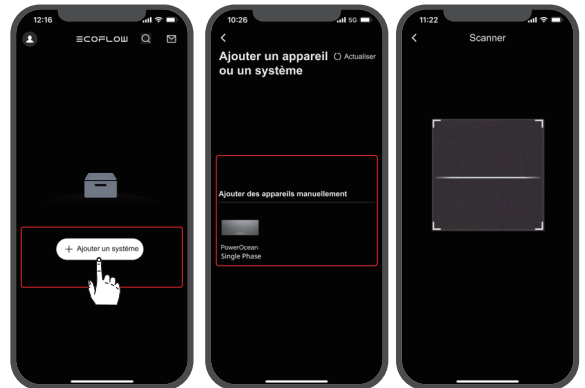 12:16
ECOFLOW
+ Ajouter un système
10:26
5G
Ajouter un appareil
ou un système
Actualiser
Ajouter des appareils manuellement
PowerOcean
Single Phase
11:22
Scanner